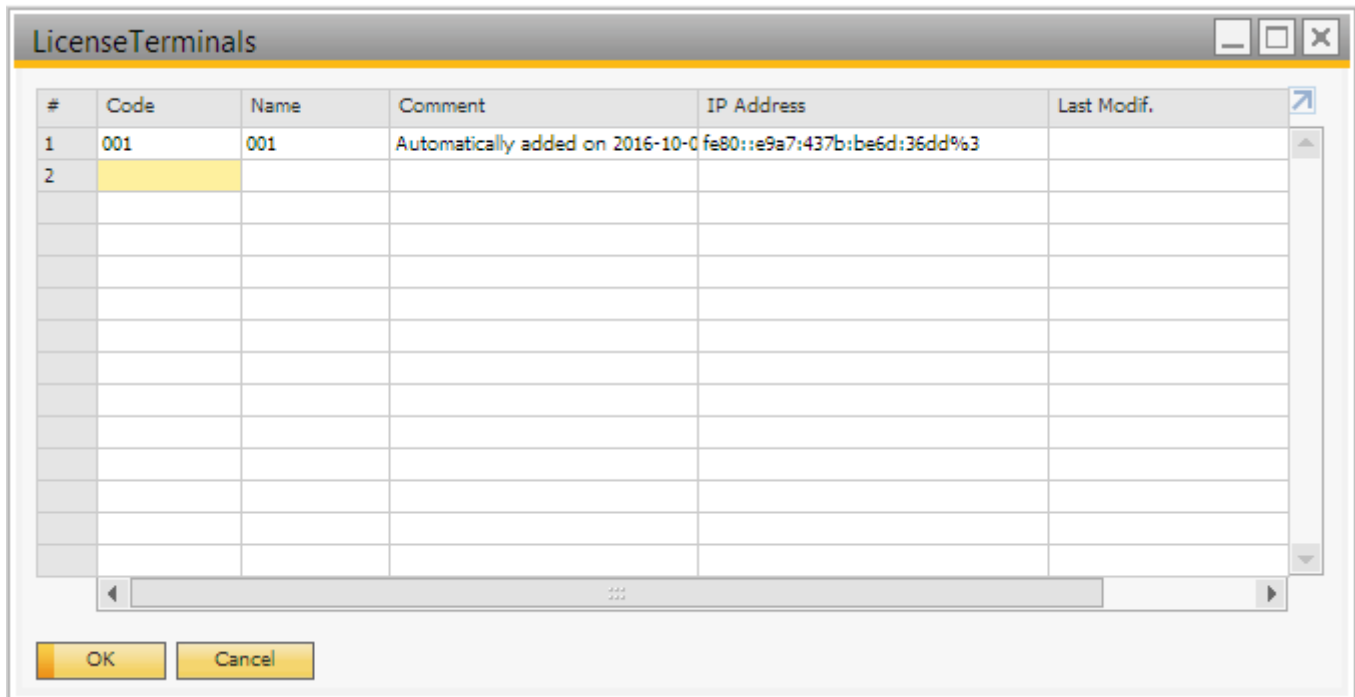 LicenseTerminals
# Code Name Comment IP Address Last Modif.
1 001 001 Automatically added on 2016-10-0 fe80::e9a7:437b:be6d:36dd%3
2
OK Cancel